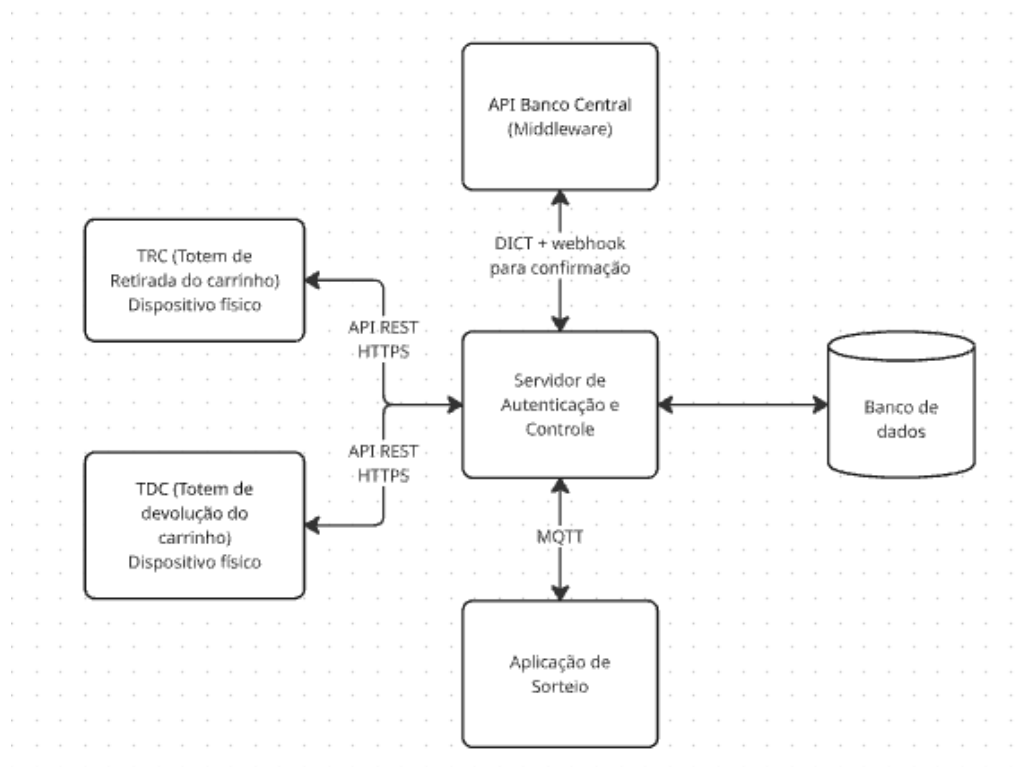 API Banco Central
(Middleware)
DICT + webhook
para confirmação
TRC (Totem de
Retirada do carrinho)
Dispositivo físico
API REST
HTTPS
Servidor de
Autenticação e
Controle
Banco de
dados
API REST
HTTPS
TDC (Totem de
devolução do
carrinho)
Dispositivo físico
MQTT
Aplicação de
Sorteio